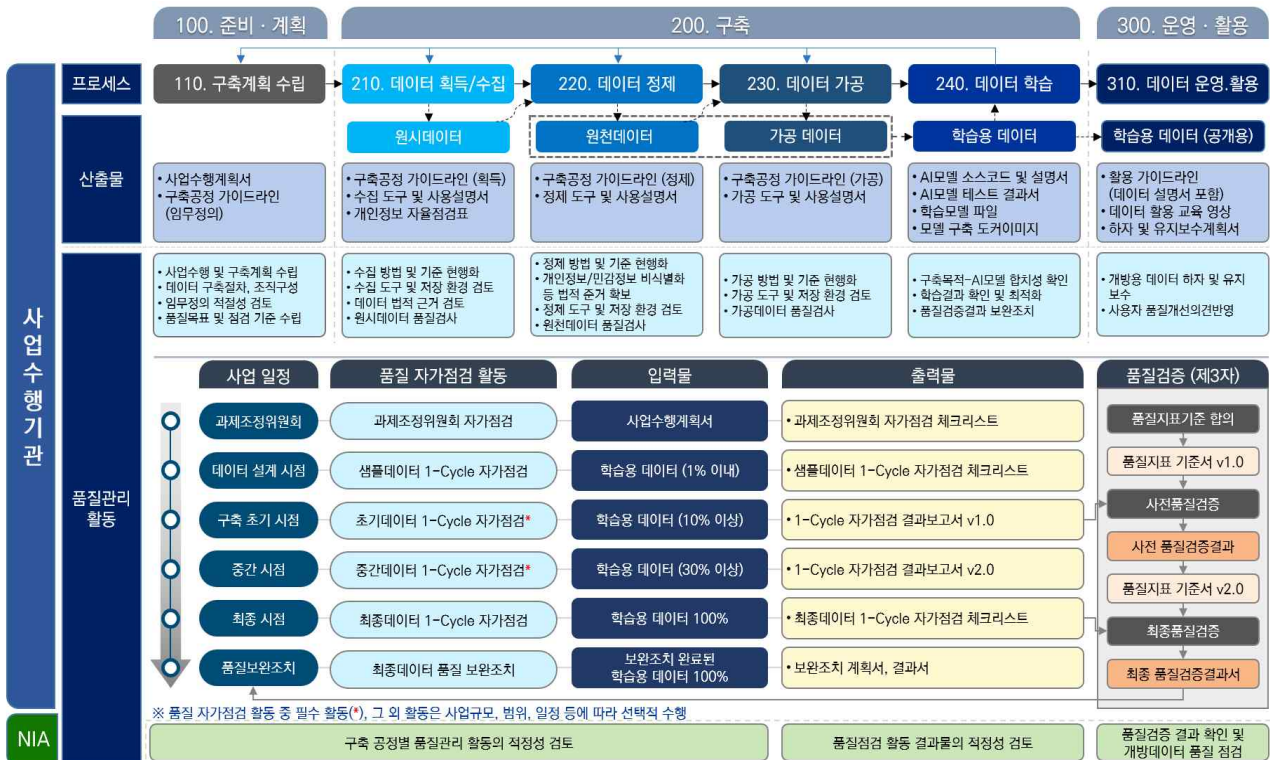 100. 준비 · 계획
200. 구축
300. 운영 · 활용
사업수행기관
프로세스
110. 구축계획 수립
210. 데이터 획득/수집
220. 데이터 정제
230. 데이터 가공
240. 데이터 학습
310. 데이터 운영.활용
원시데이터
원천데이터
가공 데이터
학습용 데이터
학습용 데이터 (공개용)
산출물
• 사업수행계획서
• 구축공정 가이드라인
(임무정의)
• 구축공정 가이드라인 (획득)
• 수집 도구 및 사용설명서
• 개인정보 자율점검표
• 구축공정 가이드라인 (정제)
• 정제 도구 및 사용설명서
• 구축공정 가이드라인 (가공)
• 가공 도구 및 사용설명서
• AI모델 소스코드 및 설명서
• AI모델 테스트 결과서
• 학습모델 파일
• 모델 구축 도커이미지
• 활용 가이드라인
(데이터 설명서 포함)
• 데이터 활용 교육 영상
• 하자 및 유지보수계획서
품질관리
활동
• 사업수행 및 구축계획 수립
• 데이터 구축절차, 조직구성
• 임무정의 적절성 검토
• 품질목표 및 점검 기준 수립
• 수집 방법 및 기준 현행화
• 수집 도구 및 저장 환경 검토
• 데이터 법적 근거 검토
• 원시데이터 품질검사
• 정제 방법 및 기준 현행화
• 개인정보/민감정보 비식별화
등 법적 준거 확보
• 정제 도구 및 저장 환경 검토
• 원천데이터 품질검사
• 가공 방법 및 기준 현행화
• 가공 도구 및 저장 환경 검토
• 가공데이터 품질검사
• 구축목적-AI모델 합치성 확인
• 학습결과 확인 및 최적화
• 품질검증결과 보완조치
• 개방용 데이터 하자 및 유지
보수
• 사용자 품질개선의견반영
사업 일정
품질 자가점검 활동
입력물
출력물
품질검증 (제3자)
과제조정위원회
과제조정위원회 자가점검
사업수행계획서
• 과제조정위원회 자가점검 체크리스트
데이터 설계 시점
샘플데이터 1-Cycle 자가점검
학습용 데이터 (1% 이내)
• 샘플데이터 1-Cycle 자가점검 체크리스트
구축 초기 시점
초기데이터 1-Cycle 자가점검*
학습용 데이터 (10% 이상)
• 1-Cycle 자가점검 결과보고서 v1.0
중간 시점
중간데이터 1-Cycle 자가점검*
학습용 데이터 (30% 이상)
• 1-Cycle 자가점검 결과보고서 v2.0
최종 시점
최종데이터 1-Cycle 자가점검
학습용 데이터 100%
• 최종데이터 1-Cycle 자가점검 체크리스트
품질보완조치
최종데이터 품질 보완조치
보완조치 완료된
학습용 데이터 100%
• 보완조치 계획서, 결과서
품질지표기준 합의
품질지표 기준서 v1.0
사전품질검증
사전 품질검증결과
품질지표 기준서 v2.0
최종품질검증
최종 품질검증결과서
※ 품질 자가점검 활동 중 필수 활동(*), 그 외 활동은 사업규모, 범위, 일정 등에 따라 선택적 수행
NIA
구축 공정별 품질관리 활동의 적정성 검토
품질점검 활동 결과물의 적정성 검토
품질검증 결과 확인 및
개방데이터 품질 점검